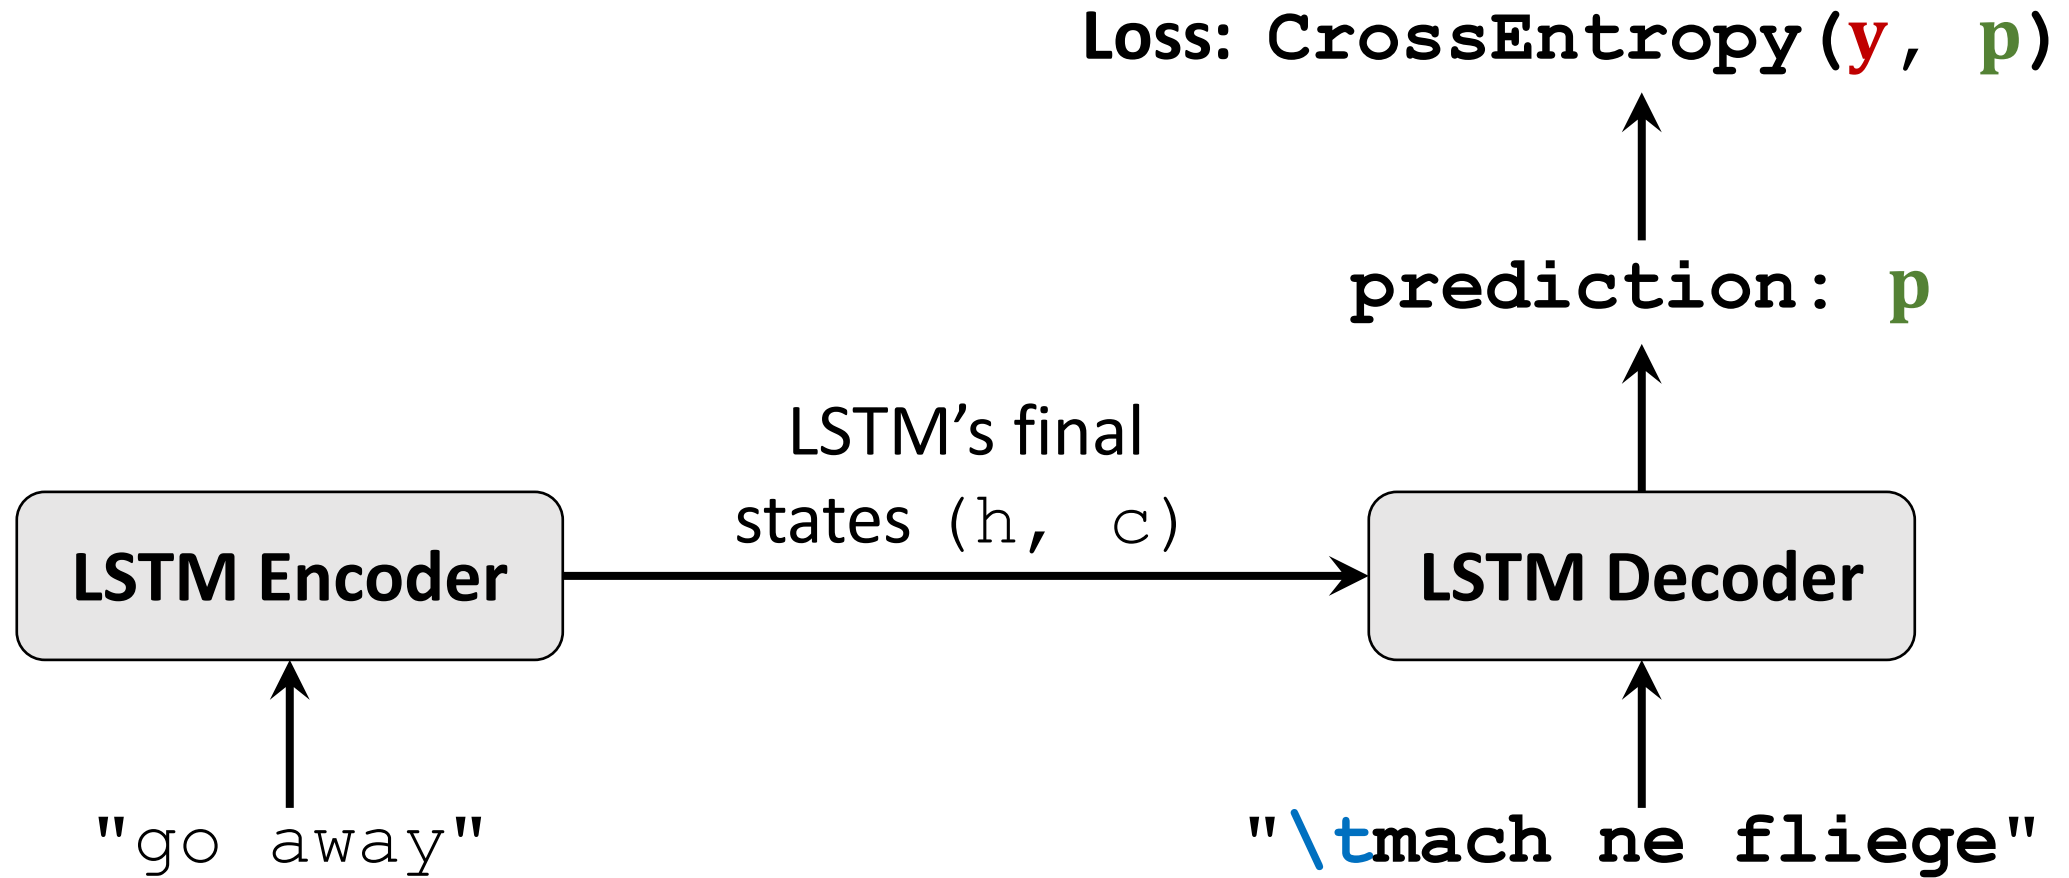 Loss: CrossEntropy(y, p)
prediction: p
LSTM’s final
states (h, c)
LSTM Encoder
LSTM Decoder
"go away"
"\tmach ne fliege"